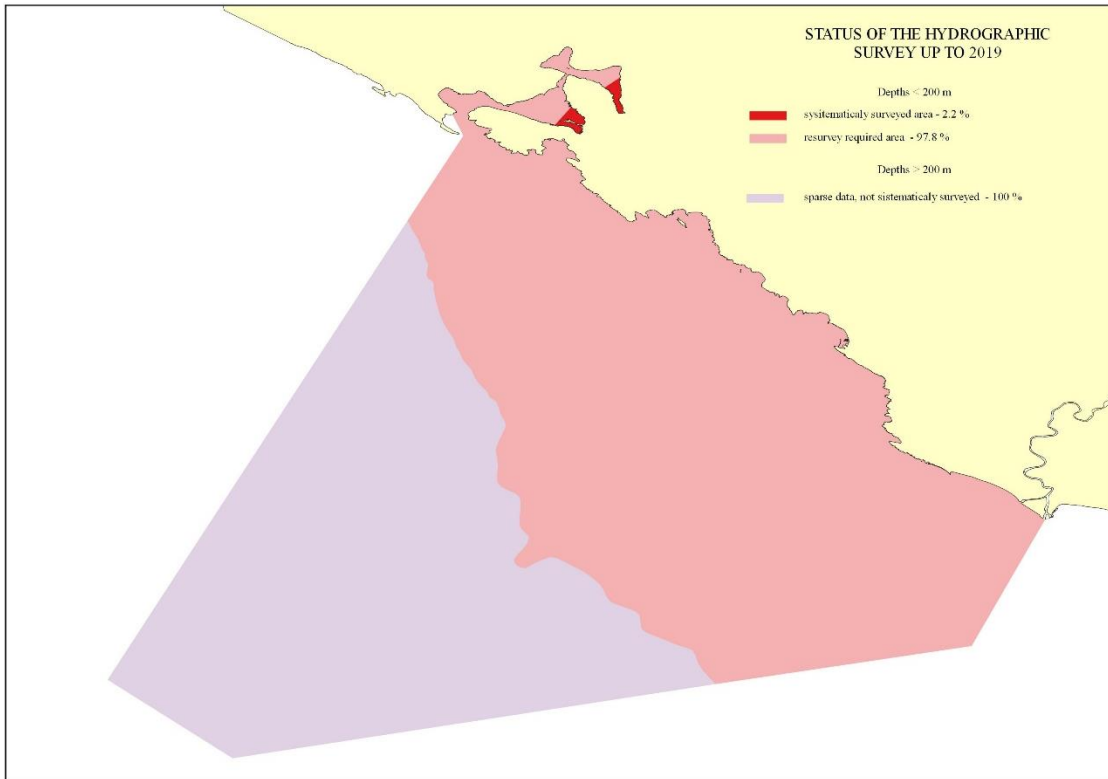 STATUS OF THE HYDROGRAPHIC
SURVEY UP TO 2019
Depths < 200 m
sysitematicaly surveyed area - 2.2 %
resurvey required area - 97.8 %
Depths > 200 m
sparse data, not sistematicaly surveyed - 100 %